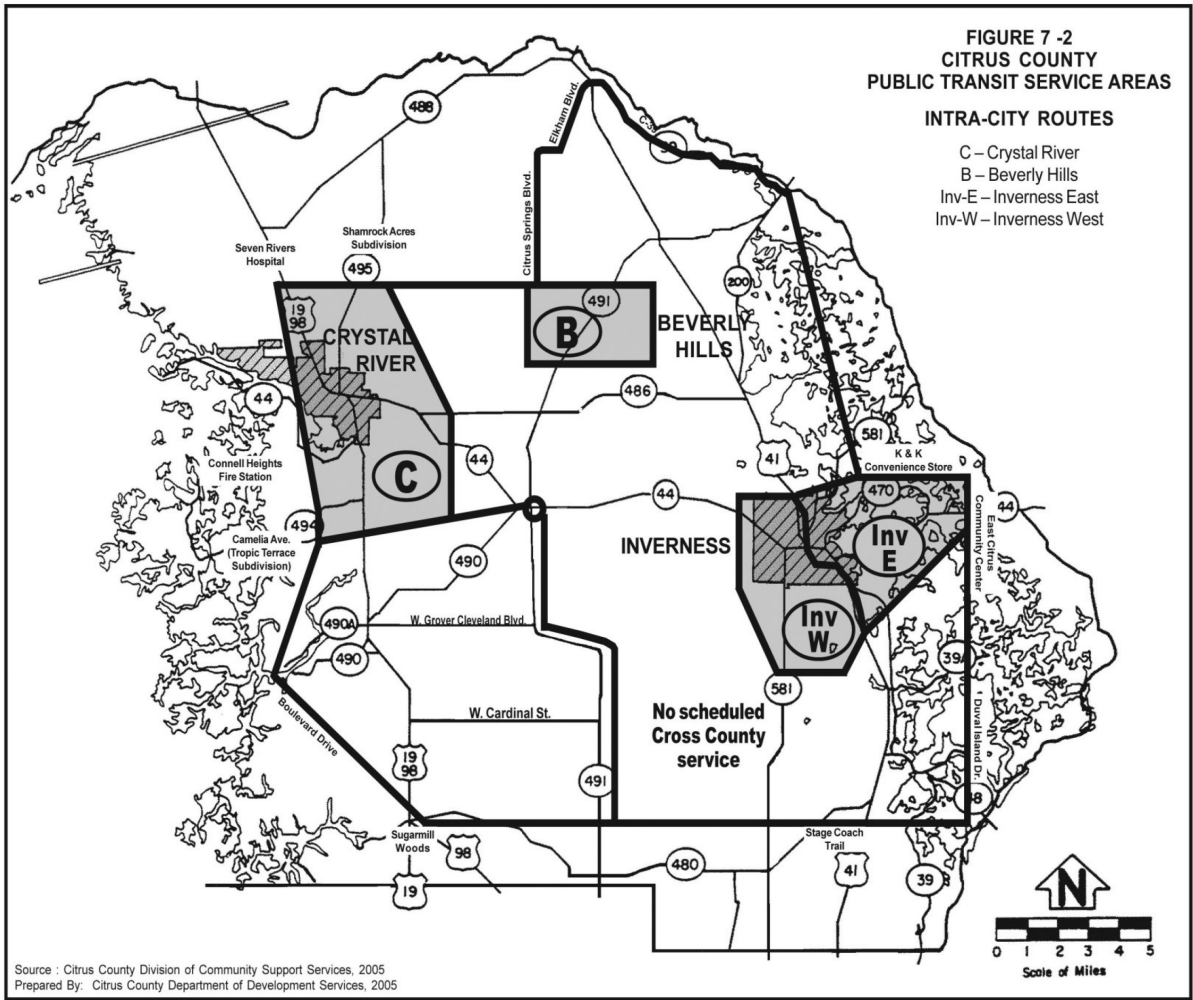 FIGURE 7 -2
CITRUS COUNTY
PUBLIC TRANSIT SERVICE AREAS
INTRA-CITY ROUTES
C – Crystal River
B – Beverly Hills
Inv-E – Inverness East
Inv-W – Inverness West
488
Elkham Blvd.
C-39
39
Citrus Springs Blvd.
Seven Rivers
Hospital
Shamrock Acres
Subdivision
495
200
19
98
491
B
BEVERLY
HILLS
CRYSTAL
RIVER
486
44
581
41
K & K
Convenience Store
Connell Heights
Fire Station
C
44
44
470
44
East Citrus
Community Center
494
Camelia Ave.
(Tropic Terrace
Subdivision)
INVERNESS
Inv
E
490
490A
W. Grover Cleveland Blvd.
Inv
W
490
39A
581
Boulevard Drive
W. Cardinal St.
No scheduled
Cross County
service
Duval Island Dr.
19
98
491
48
Sugarmill
Woods
98
480
Stage Coach
Trail
41
39
19
N
0 1 2 3 4 5
Scale of Miles
Source : Citrus County Division of Community Support Services, 2005
Prepared By: Citrus County Department of Development Services, 2005